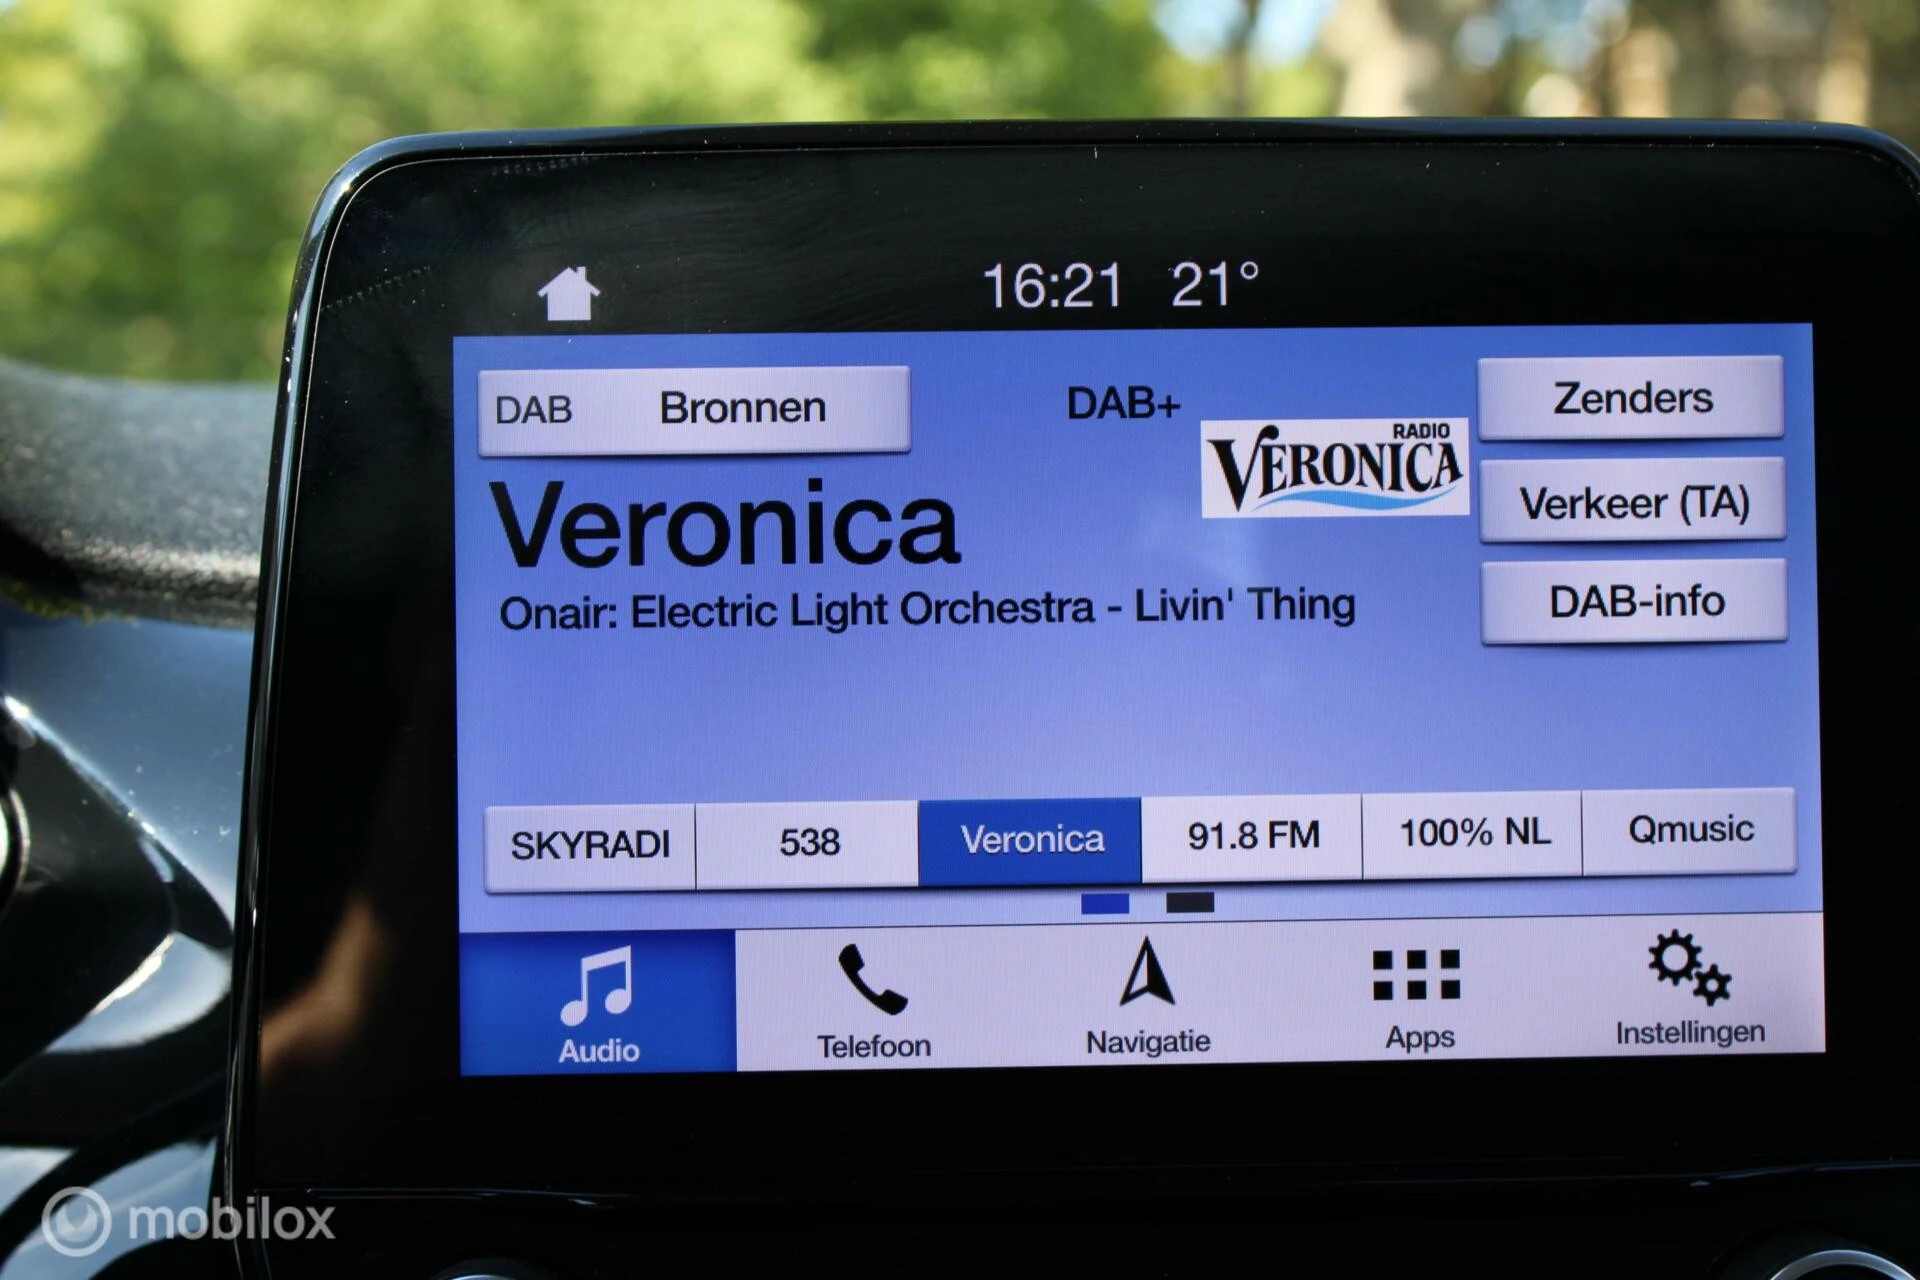 16:21 21°
DAB Bronnen
DAB+
RADIO
VERONICA
Zenders
Verkeer (TA)
DAB-info
Veronica
Onair: Electric Light Orchestra - Livin' Thing
SKYRADI 538 Veronica 91.8 FM 100% NL Qmusic
Audio Telefoon Navigatie Apps Instellingen
mobilox